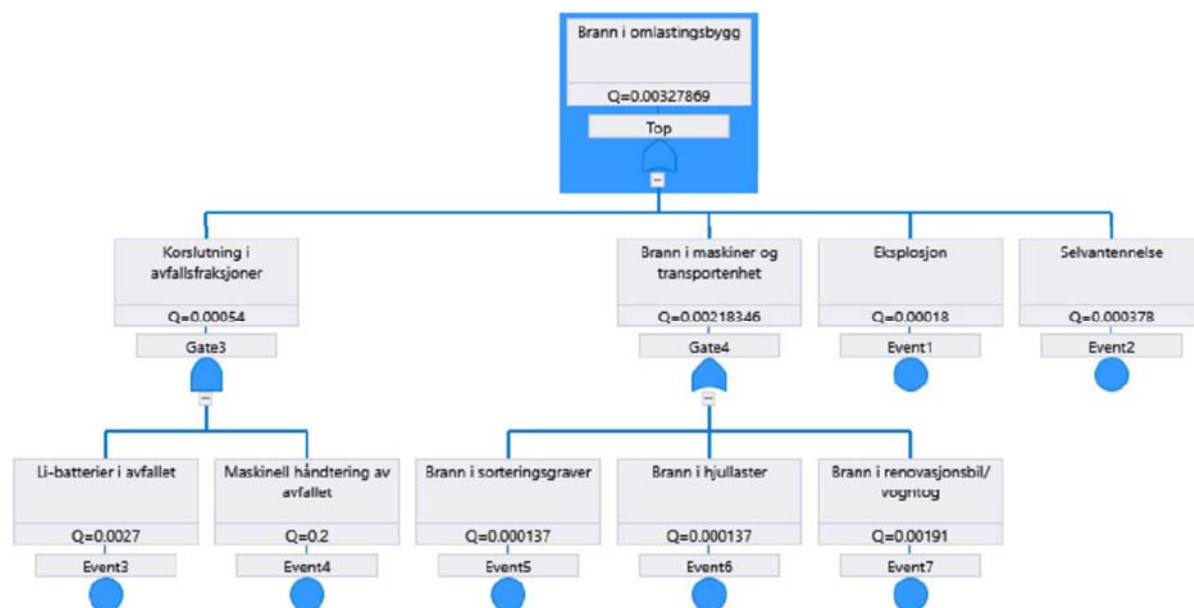 Brann i omlastingsbygg
Q=0.00327869
Top
Korslutning i
avfallsfraksjoner
Q=0.00054
Gate3
Brann i maskiner og
transportenhet
Q=0.00218346
Gate4
Eksplosjon
Q=0.00018
Event1
Selvantennelse
Q=0.000378
Event2
Li-batterier i avfallet
Q=0.0027
Event3
Maskinell håndtering av
avfallet
Q=0.2
Event4
Brann i sorteringsgraver
Q=0.000137
Event5
Brann i hjullaster
Q=0.000137
Event6
Brann i renovasjonsbil/
vogntog
Q=0.00191
Event7